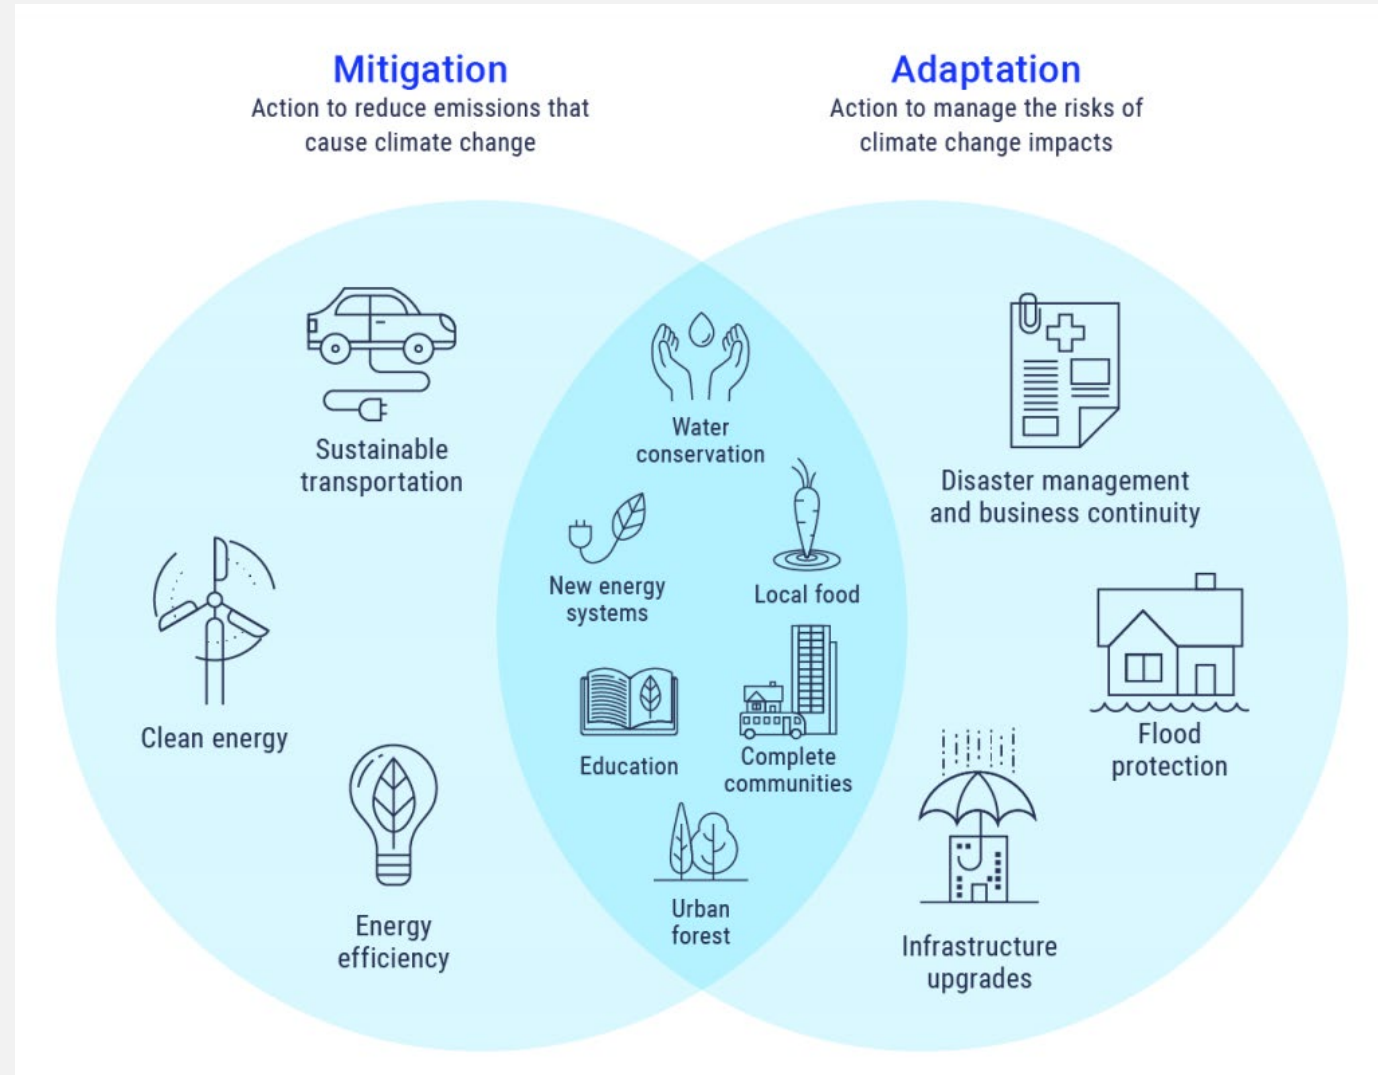 Mitigation
Action to reduce emissions that
cause climate change
Adaptation
Action to manage the risks of
climate change impacts
Sustainable
transportation
Clean energy
Energy
efficiency
Water
conservation
New energy
systems
Local food
Education
Complete
communities
Urban
forest
Disaster management
and business continuity
Flood
protection
Infrastructure
upgrades